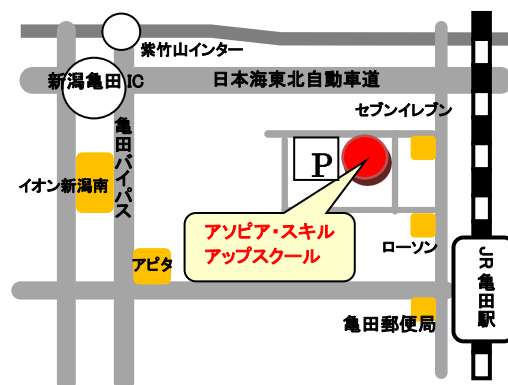 紫竹山インター
新潟亀田IC
日本海東北自動車道
セブンイレブン
亀田バイパス
P
イオン新潟南
アソピア・スキル
アップスクール
ローソン
アピタ
JR亀田駅
亀田郵便局